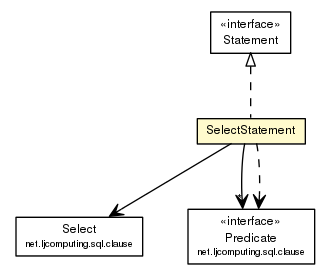 «interface»
Statement
SelectStatement
Select
net.ljcomputing.sql.clause
«interface»
Predicate
net.ljcomputing.sql.clause